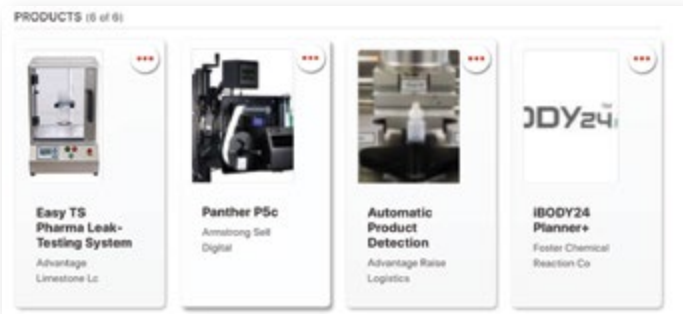 PRODUCTS (6 of 6)
Easy TS
Pharma Leak-
Testing System
Advantage
Limestone Lc
Panther P5c
Armstrong Sell
Digital
Automatic
Product
Detection
Advantage Raise
Logistics
ODY24
iBODY24
Planner+
Foster Chemical
Reaction Co